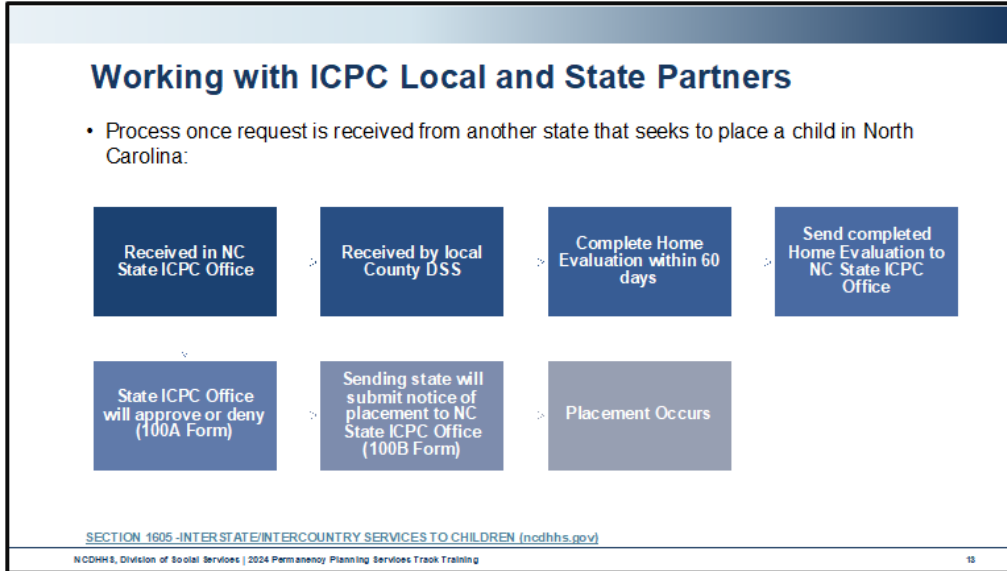 Working with ICPC Local and State Partners
• Process once request is received from another state that seeks to place a child in North
Carolina:
Received in NC
State ICPC Office
Received by local
County DSS
Complete Home
Evaluation within 60
days
Send completed
Home Evaluation to
NC State ICPC
Office
State ICPC Office
will approve or deny
(100A Form)
Sending state will
submit notice of
placement to NC
State ICPC Office
(100B Form)
Placement Occurs
SECTION 1605 -INTERSTATE/INTERCOUNTRY SERVICES TO CHILDREN (ncdhhs.gov)
NCDHHS, Division of Social Services | 2024 Permanency Planning Services Track Training
13